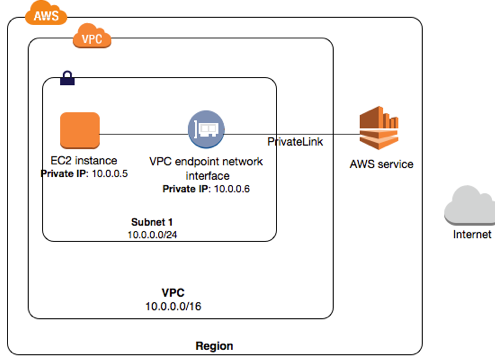 AWS
VPC
EC2 instance
Private IP: 10.0.0.5
VPC endpoint network
interface
Private IP: 10.0.0.6
PrivateLink
AWS service
Subnet 1
10.0.0.0/24
Internet
VPC
10.0.0.0/16
Region